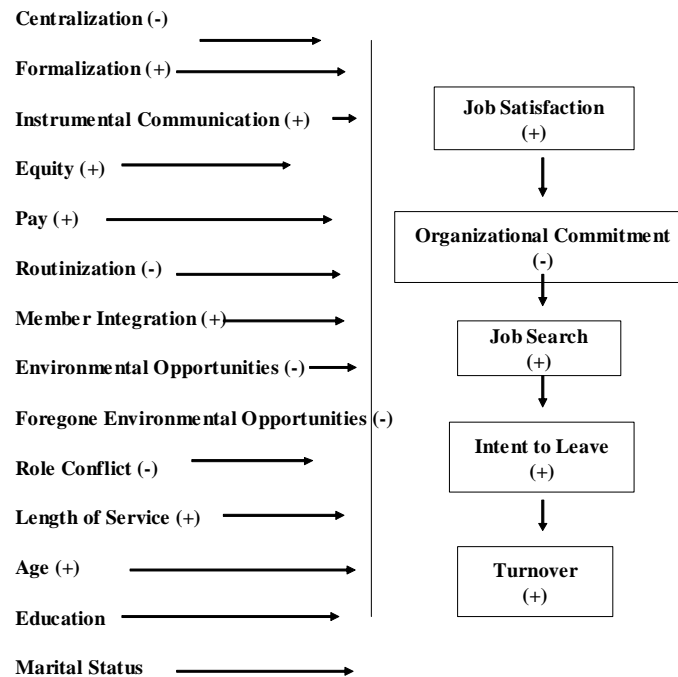 Centralization (-)
Formalization (+)
Instrumental Communication (+)
Equity (+)
Pay (+)
Routinization (-)
Member Integration (+)
Environmental Opportunities (-)
Foregone Environmental Opportunities (-)
Role Conflict (-)
Length of Service (+)
Age (+)
Education
Marital Status
Job Satisfaction
(+)
Organizational Commitment
(-)
Job Search
(+)
Intent to Leave
(+)
Turnover
(+)